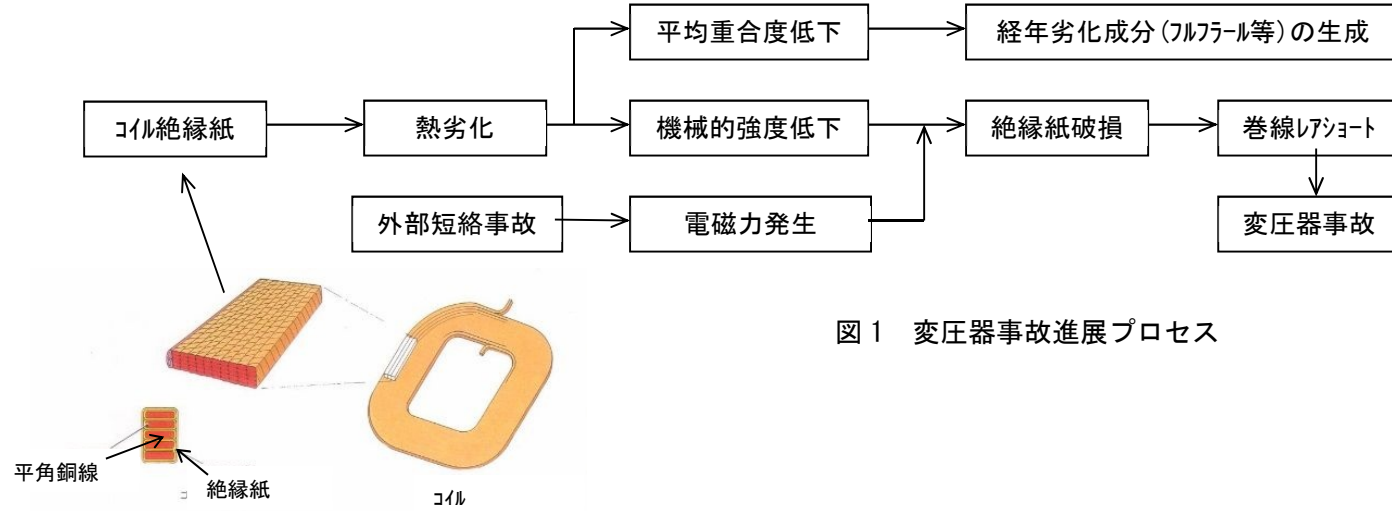 平均重合度低下
経年劣化成分(ﾌﾙﾌﾗｰﾙ等)の生成
ｺｲﾙ絶縁紙
熱劣化
機械的強度低下
絶縁紙破損
巻線ﾚｱｼｮｰﾄ
外部短絡事故
電磁力発生
変圧器事故
図1 変圧器事故進展プロセス
平角銅線
絶縁紙
ｺｲﾙ